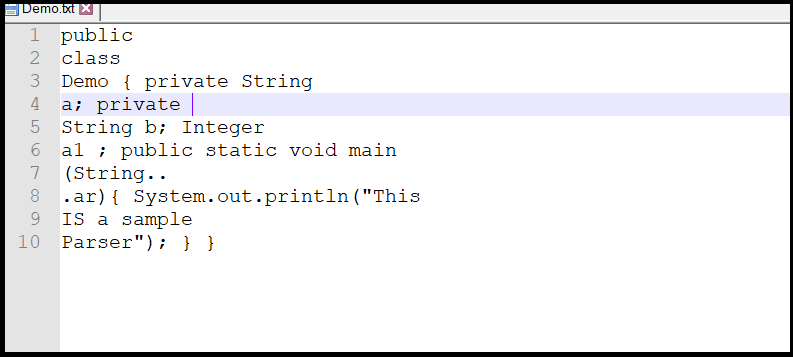 Demo.txt
1 public
2 class
3 Demo { private String
4 a; private
5 String b; Integer
6 a1 ; public static void main
7 (String..
8 .ar){ System.out.println("This
9 IS a sample
10 Parser"); } }